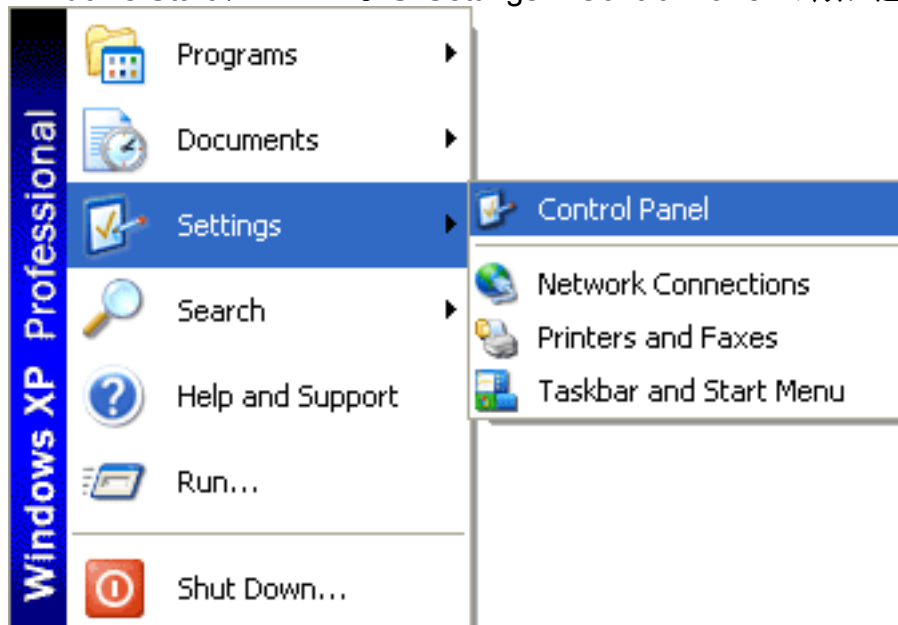 Programs
Documents
Settings
Search
Help and Support
Run...
Shut Down...
Control Panel
Network Connections
Printers and Faxes
Taskbar and Start Menu
Windows XP Professional